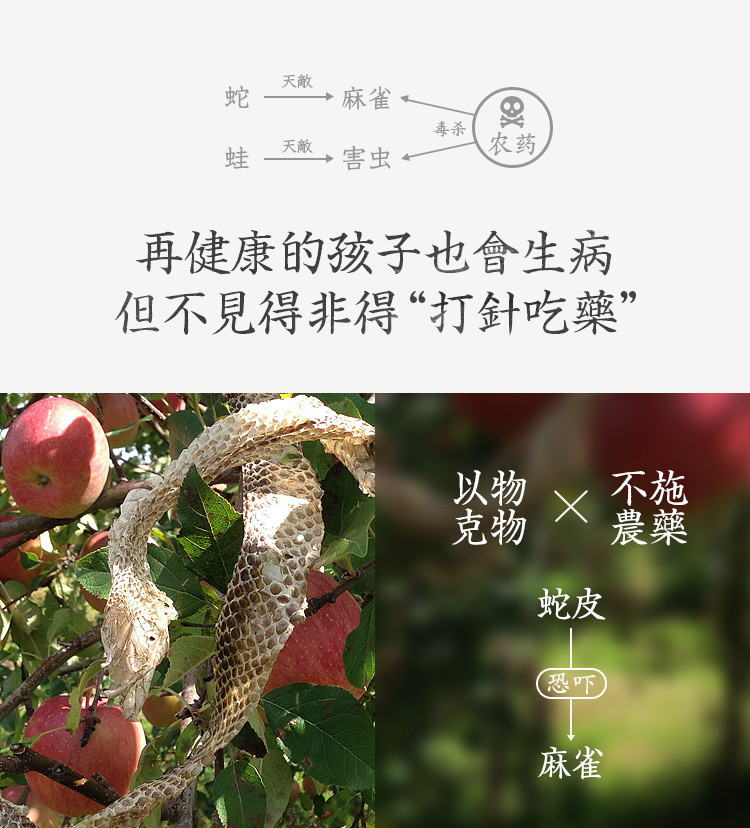 天敵
蛇 麻雀
毒杀
农药
天敵
蛙 害虫
再健康的孩子也會生病
但不見得非得“打針吃藥”
以物 不施
克物 農藥
蛇皮
恐吓
麻雀